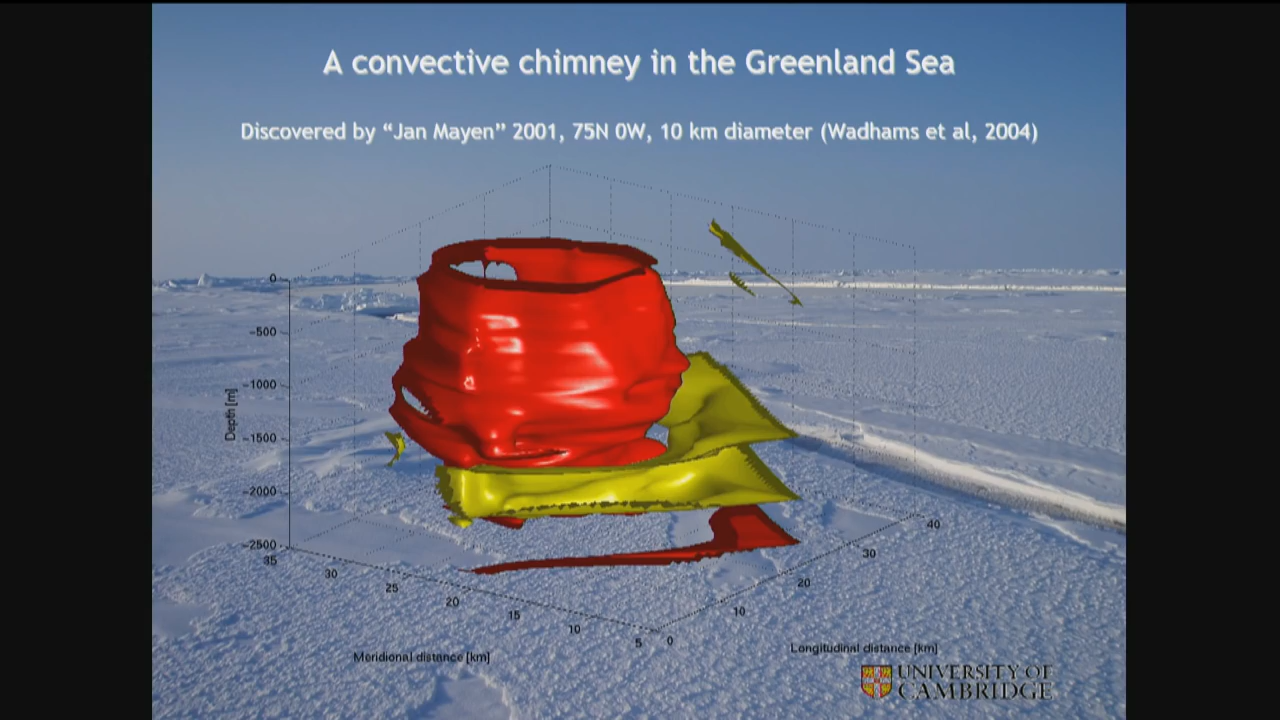 A convective chimney in the Greenland Sea
Discovered by “Jan Mayen” 2001, 75N 0W, 10 km diameter (Wadhams et al, 2004)
0
-500
-1000
-1500
-2000
-2500
Depth [m]
35
30
25
20
15
10
5
0
10
20
30
40
Meridional distance [km]
Longitudinal distance [km]
UNIVERSITY OF
CAMBRIDGE